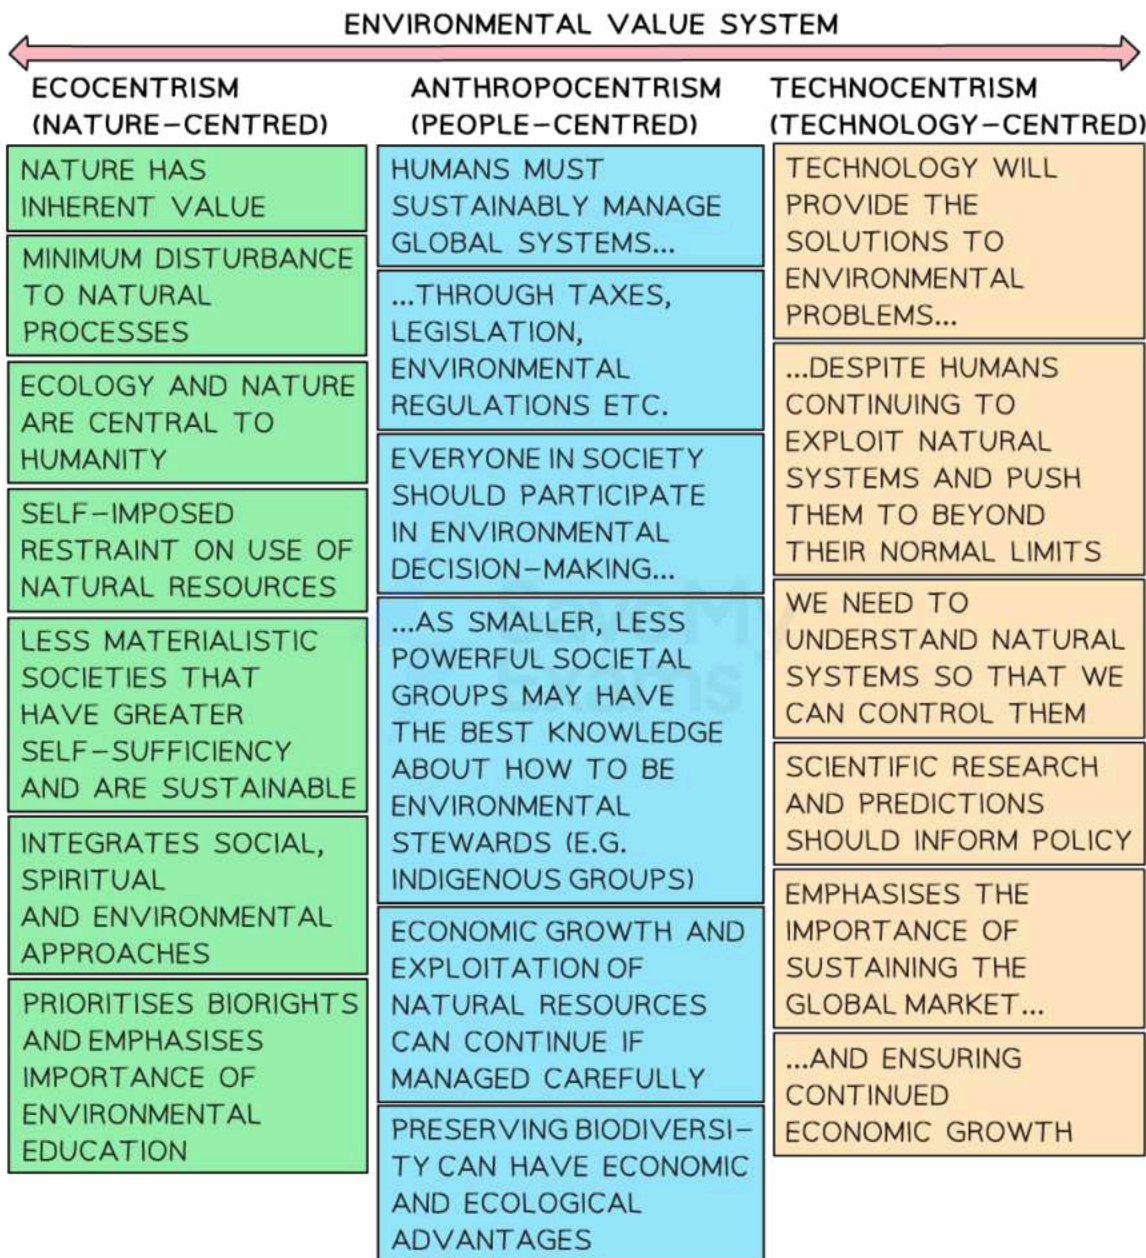 ENVIRONMENTAL VALUE SYSTEM
ECOCENTRISM
(NATURE-CENTRED)
NATURE HAS
INHERENT VALUE
MINIMUM DISTURBANCE
TO NATURAL
PROCESSES
ECOLOGY AND NATURE
ARE CENTRAL TO
HUMANITY
SELF-IMPOSED
RESTRAINT ON USE OF
NATURAL RESOURCES
LESS MATERIALISTIC
SOCIETIES THAT
HAVE GREATER
SELF-SUFFICIENCY
AND ARE SUSTAINABLE
INTEGRATES SOCIAL,
SPIRITUAL
AND ENVIRONMENTAL
APPROACHES
PRIORITISES BIORIGHTS
AND EMPHASISES
IMPORTANCE OF
ENVIRONMENTAL
EDUCATION
ANTHROPOCENTRISM
(PEOPLE-CENTRED)
HUMANS MUST
SUSTAINABLY MANAGE
GLOBAL SYSTEMS...
...THROUGH TAXES,
LEGISLATION,
ENVIRONMENTAL
REGULATIONS ETC.
EVERYONE IN SOCIETY
SHOULD PARTICIPATE
IN ENVIRONMENTAL
DECISION-MAKING...
...AS SMALLER, LESS
POWERFUL SOCIETAL
GROUPS MAY HAVE
THE BEST KNOWLEDGE
ABOUT HOW TO BE
ENVIRONMENTAL
STEWARDS (E.G.
INDIGENOUS GROUPS)
ECONOMIC GROWTH AND
EXPLOITATION OF
NATURAL RESOURCES
CAN CONTINUE IF
MANAGED CAREFULLY
PRESERVING BIODIVERSI-
TY CAN HAVE ECONOMIC
AND ECOLOGICAL
ADVANTAGES
TECHNOCENTRISM
(TECHNOLOGY-CENTRED)
TECHNOLOGY WILL
PROVIDE THE
SOLUTIONS TO
ENVIRONMENTAL
PROBLEMS...
...DESPITE HUMANS
CONTINUING TO
EXPLOIT NATURAL
SYSTEMS AND PUSH
THEM TO BEYOND
THEIR NORMAL LIMITS
WE NEED TO
UNDERSTAND NATURAL
SYSTEMS SO THAT WE
CAN CONTROL THEM
SCIENTIFIC RESEARCH
AND PREDICTIONS
SHOULD INFORM POLICY
EMPHASISES THE
IMPORTANCE OF
SUSTAINING THE
GLOBAL MARKET...
...AND ENSURING
CONTINUED
ECONOMIC GROWTH
Save My
Exams